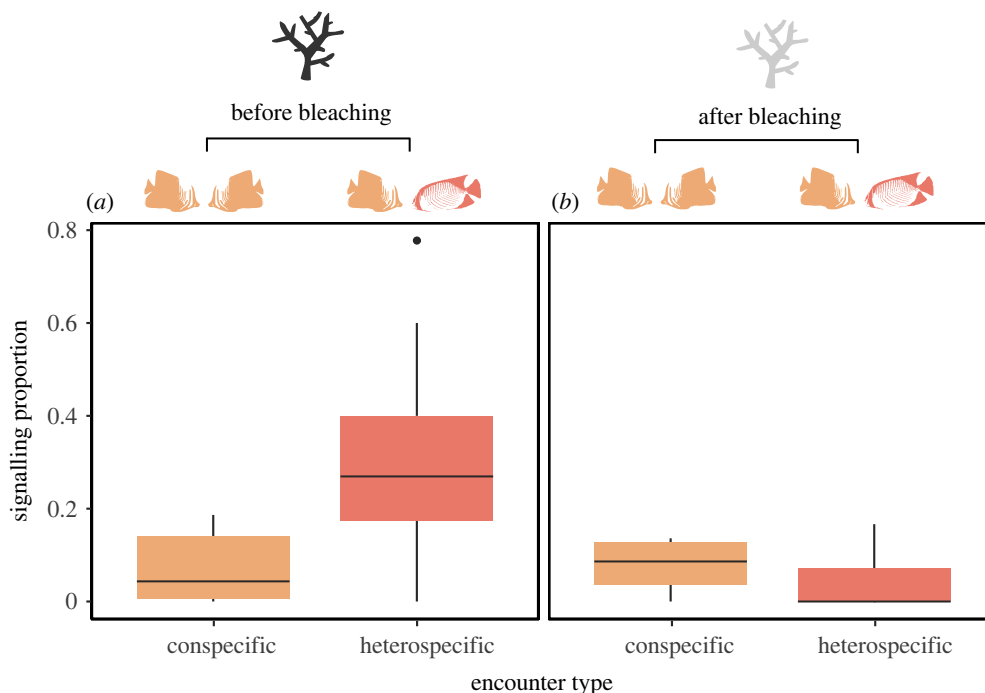 before bleaching
after bleaching
(a)
(b)
signalling proportion
0.8
0.6
0.4
0.2
0
conspecific
heterospecific
conspecific
heterospecific
encounter type